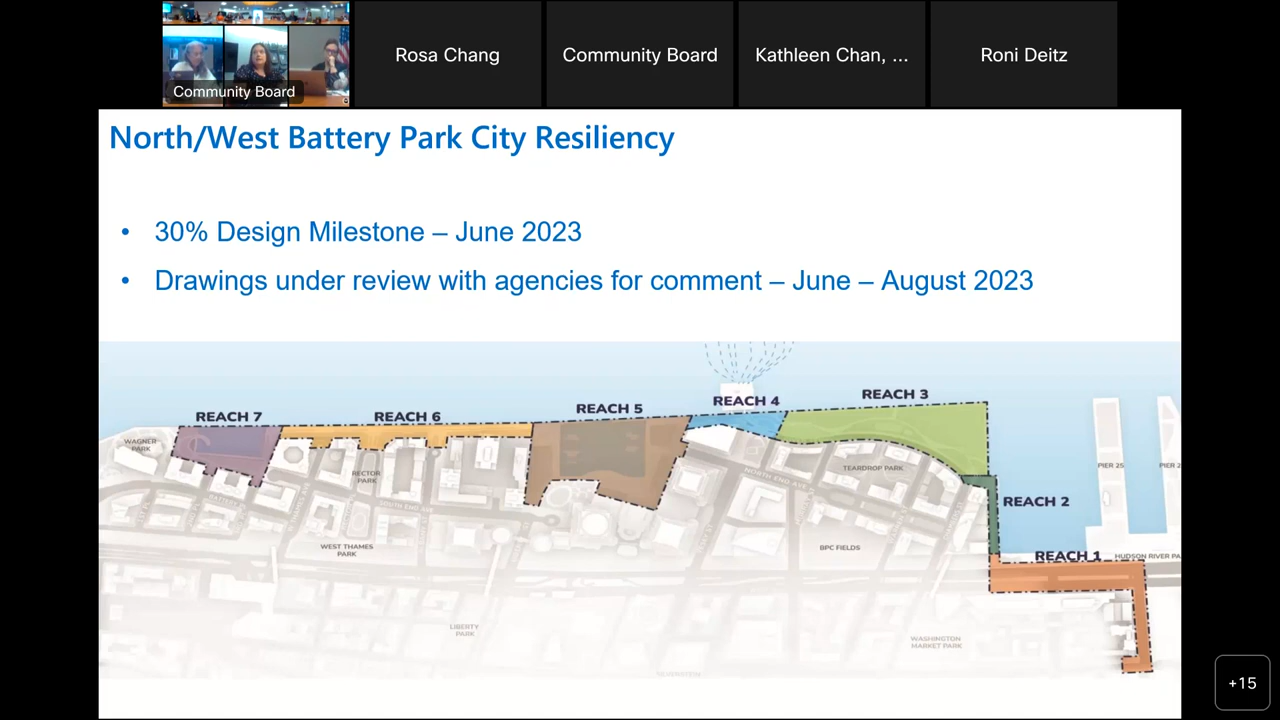 Community Board
Rosa Chang
Community Board
Kathleen Chan, ...
Roni Deitz
North/West Battery Park City Resiliency
• 30% Design Milestone – June 2023
• Drawings under review with agencies for comment – June – August 2023
REACH 7
REACH 6
REACH 5
REACH 4
REACH 3
WAGNER
PARK
RECTOR
PARK
TEARDROP PARK
NORTH END AVE
SOUTH END AVE
PIER 25
PIER 2
REACH 2
WEST THAMES
PARK
BPC FIELDS
REACH 1
HUDSON RIVER PA
LIBERTY
PARK
WASHINGTON
MARKET PARK
+15